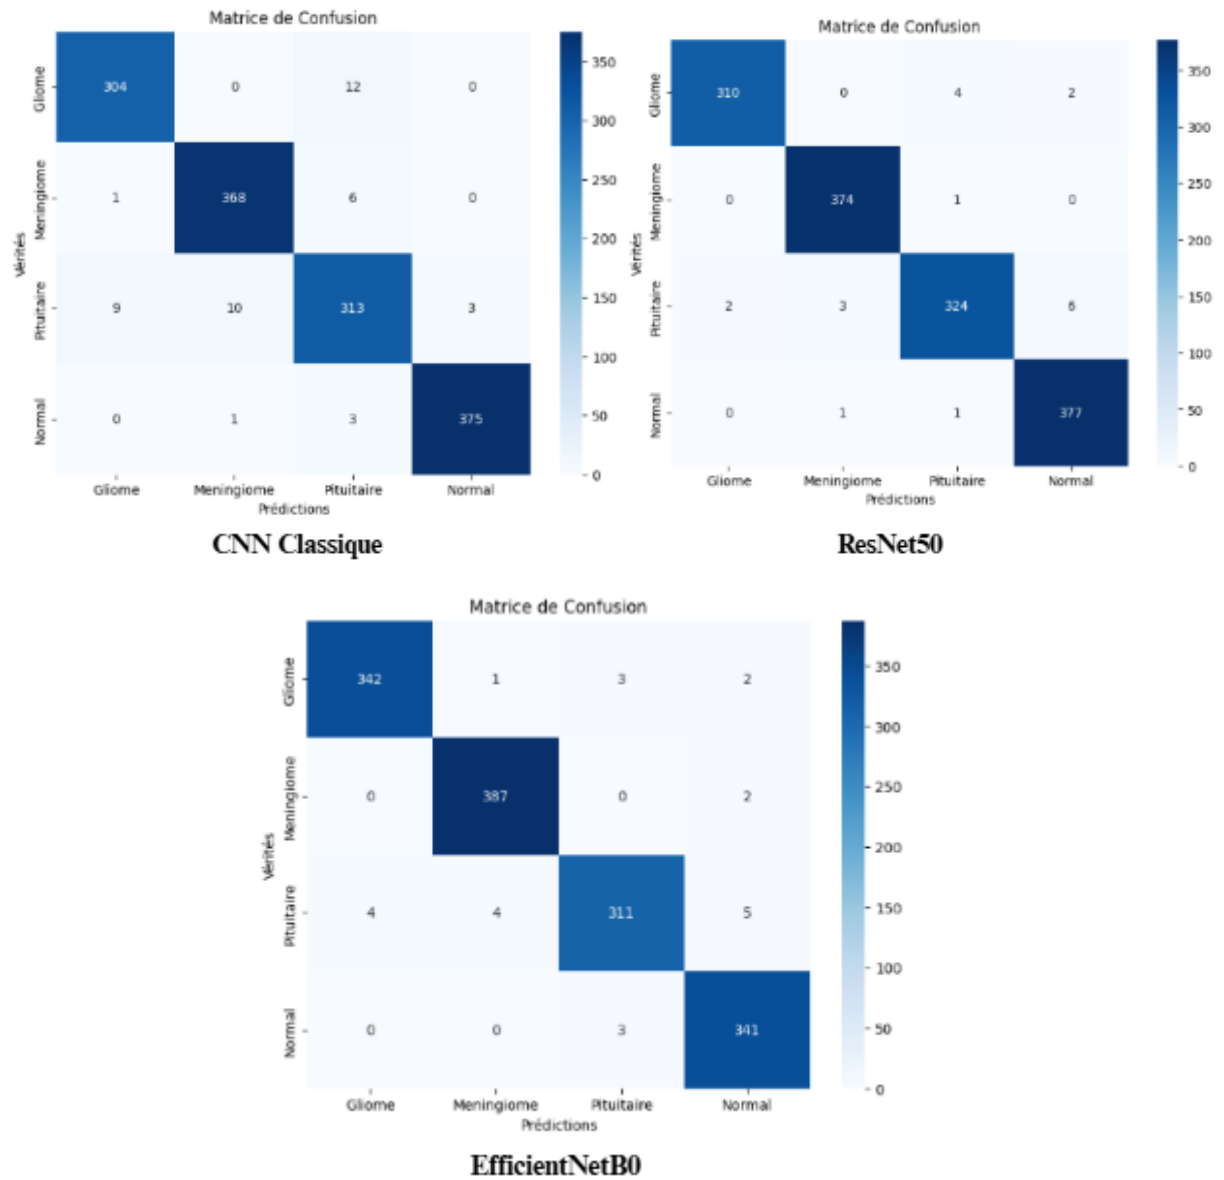 Matrice de Confusion
Gliome 304 0 12 0
Meningiome 1 368 6 0
Pituitaire 9 10 313 3
Normal 0 1 3 375
Vérités
Gliome Meningiome Pituitaire Normal
Prédictions
350
300
250
200
150
100
50
0
CNN Classique
Matrice de Confusion
Gliome 310 0 4 2
Meningiome 0 374 1 0
Pituitaire 2 3 324 6
Normal 0 1 1 377
Vérités
Gliome Meningiome Pituitaire Normal
Prédictions
350
300
250
200
150
100
50
0
ResNet50
Matrice de Confusion
Gliome 342 1 3 2
Meningiome 0 387 0 2
Pituitaire 4 4 311 5
Normal 0 0 3 341
Vérités
Gliome Meningiome Pituitaire Normal
Prédictions
350
300
250
200
150
100
50
0
EfficientNetB0